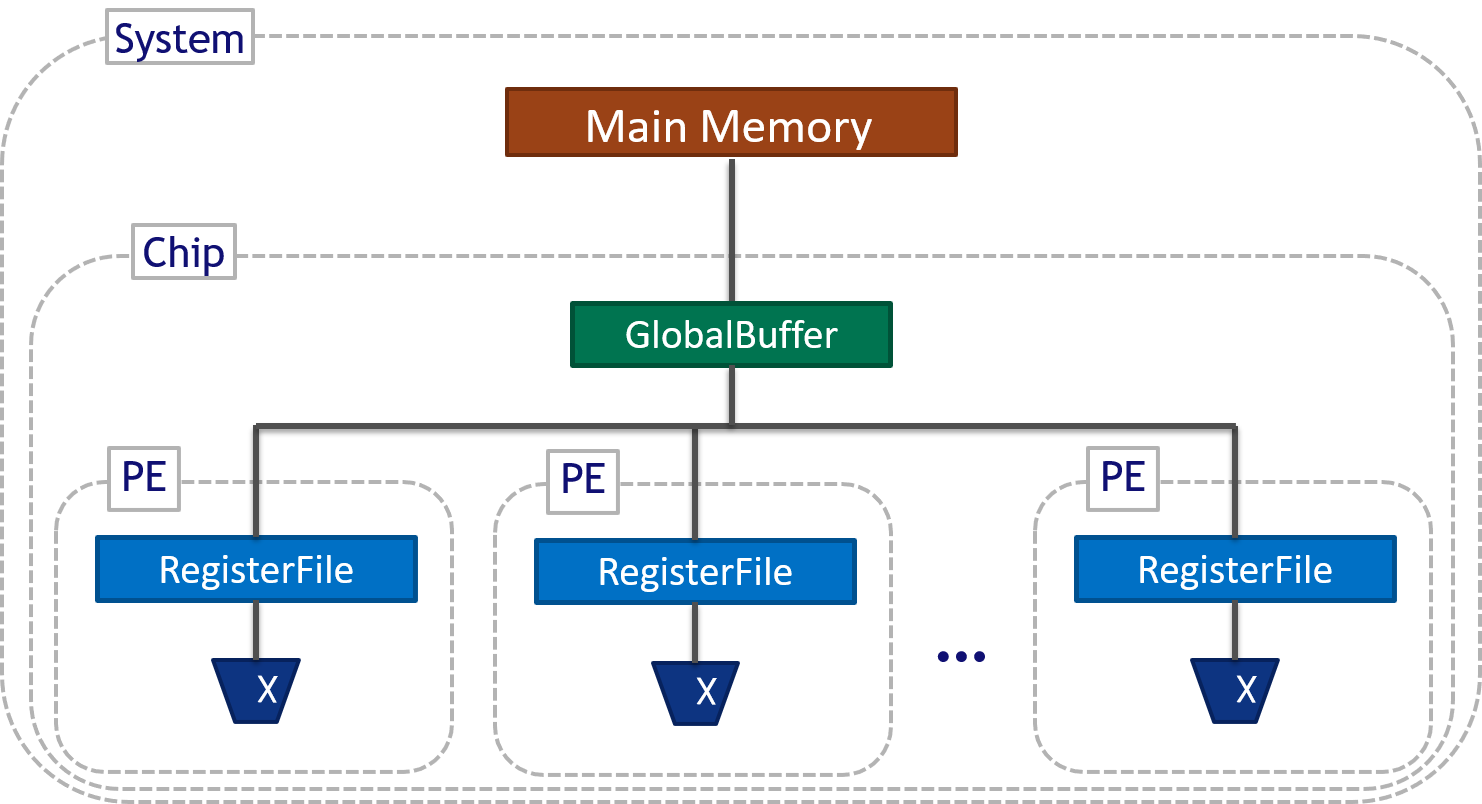 System
Main Memory
Chip
GlobalBuffer
PE
PE
PE
RegisterFile
RegisterFile
RegisterFile
...
X
X
X